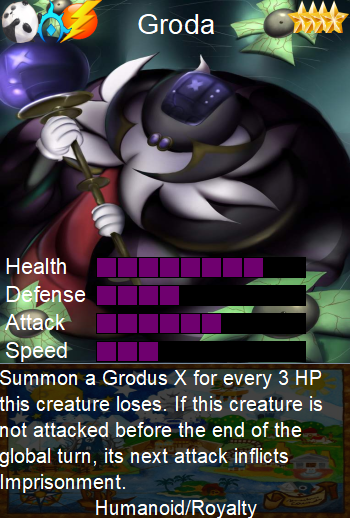 Groda
Health
Defense
Attack
Speed
Summon a Grodus X for every 3 HP
this creature loses. If this creature is
not attacked before the end of the
global turn, its next attack inflicts
Imprisonment.
Humanoid/Royalty